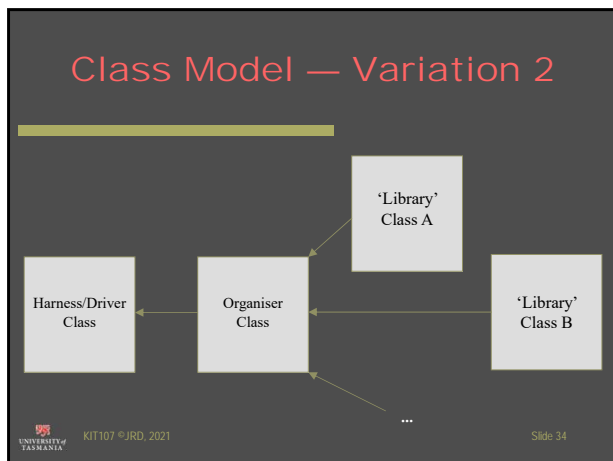 Class Model — Variation 2
‘Library’
Class A
Harness/Driver
Class
Organiser
Class
‘Library’
Class B
...
UNIVERSITY of
TASMANIA
KIT107 ©JRD, 2021
Slide 34